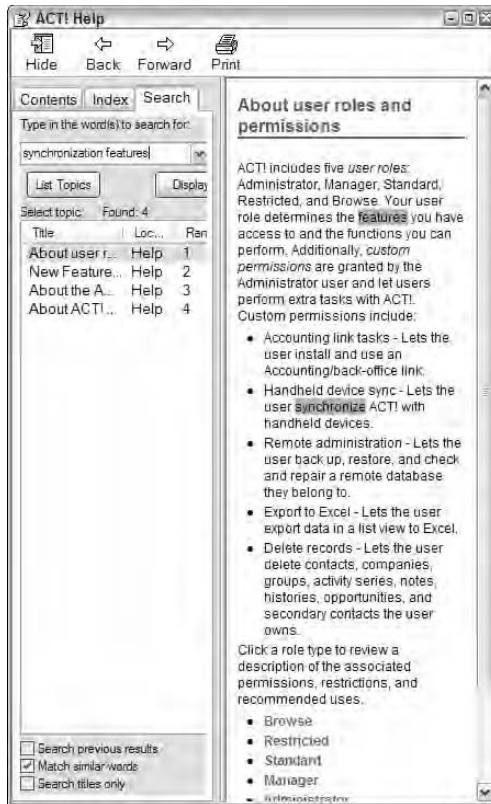 ACT! Help
Hide Back Forward Print
Contents Index Search
Type in the word(s) to search for:
synchronization features
List Topics Display
Select topic: Found: 4
Title Loc... Ran
About user r... Help 1
New Feature... Help 2
About the A... Help 3
About ACT! ... Help 4
Search previous results
Match similar words
Search titles only
About user roles and
permissions
ACT! includes five user roles:
Administrator, Manager, Standard,
Restricted, and Browse. Your user
role determines the features you have
access to and the functions you can
perform. Additionally, custom
permissions are granted by the
Administrator user and let users
perform extra tasks with ACT!.
Custom permissions include:
• Accounting link tasks - Lets the
user install and use an
Accounting/back-office link.
• Handheld device sync - Lets the
user synchronize ACT! with
handheld devices.
• Remote administration - Lets the
user back up, restore, and check
and repair a remote database
they belong to.
• Export to Excel - Lets the user
export data in a list view to Excel.
• Delete records - Lets the user
delete contacts, companies,
groups, activity series, notes,
histories, opportunities, and
secondary contacts the user
owns.
Click a role type to review a
description of the associated
permissions, restrictions, and
recommended uses.
• Browse
• Restricted
• Standard
• Manager
• Administrator